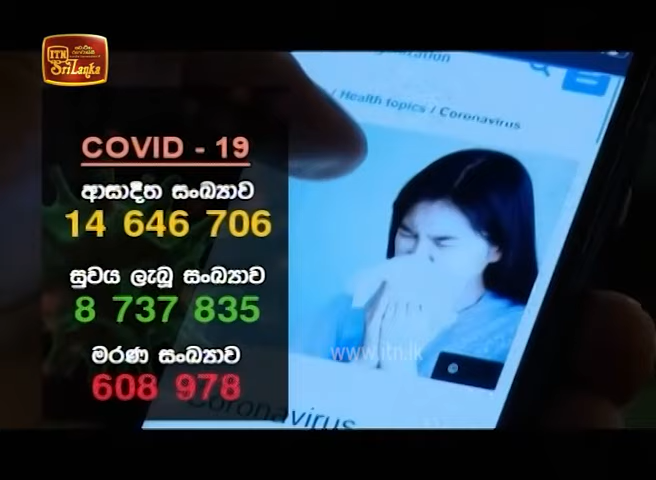 ITN
Sri Lanka
/ Health topics / Coronavirus
COVID - 19
ආසාදිත සංඛ්‍යාව
14 646 706
සුවය ලැබූ සංඛ්‍යාව
8 737 835
මරණ සංඛ්‍යාව
608 978
www.itn.lk
Coronavirus